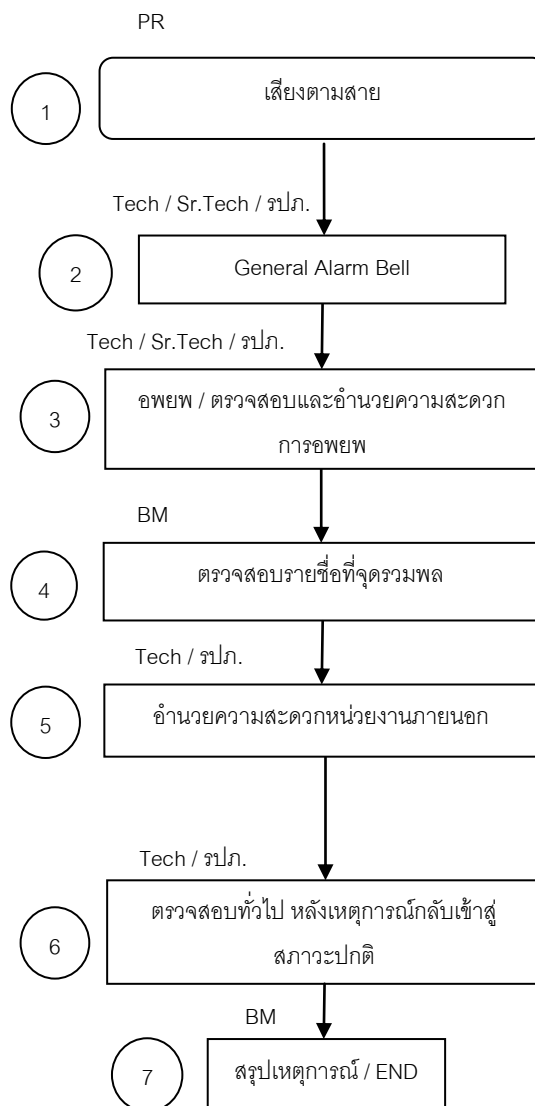 PR
1
เสียงตามสาย
Tech / Sr.Tech / รปภ.
2
General Alarm Bell
Tech / Sr.Tech / รปภ.
3
อพยพ / ตรวจสอบและอำนวยความสะดวก
การอพยพ
BM
4
ตรวจสอบรายชื่อที่จุดรวมพล
Tech / รปภ.
5
อำนวยความสะดวกหน่วยงานภายนอก
Tech / รปภ.
6
ตรวจสอบทั่วไป หลังเหตุการณ์กลับเข้าสู่
สภาวะปกติ
BM
7
สรุปเหตุการณ์ / END